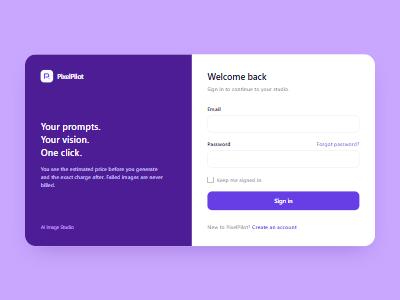 PixelPilot
Your prompts.
Your vision.
One click.
You see the estimated price before you generate
and the exact charge after. Failed images are never
billed.
AI Image Studio
Welcome back
Sign in to continue to your studio.
Email
Password
Forgot password?
Keep me signed in
Sign in
New to PixelPilot? Create an account